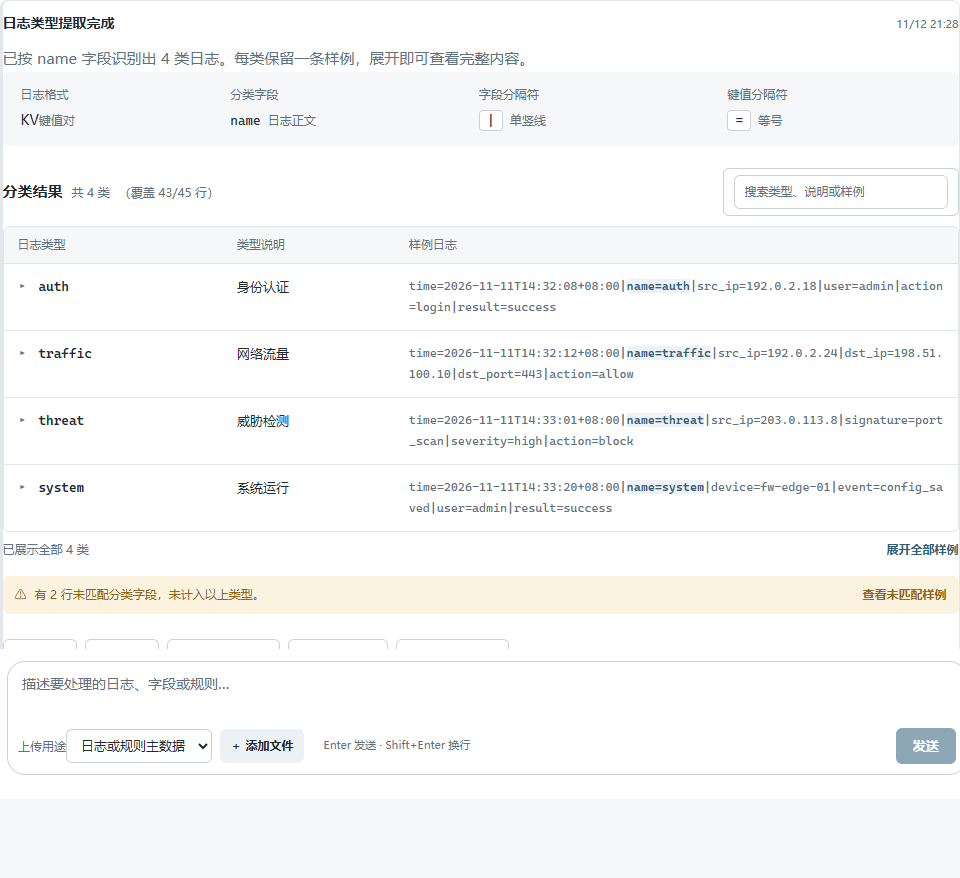 日志类型提取完成
11/12 21:28
已按 name 字段识别出 4 类日志。每类保留一条样例，展开即可查看完整内容。
日志格式 分类字段 字段分隔符 键值分隔符
KV键值对 name 日志正文 | 单竖线 = 等号
分类结果 共 4 类 （覆盖 43/45 行）
搜索类型、说明或样例
日志类型 类型说明 样例日志
auth 身份认证 time=2026-11-11T14:32:08+08:00|name=auth|src_ip=192.0.2.18|user=admin|action
=login|result=success
traffic 网络流量 time=2026-11-11T14:32:12+08:00|name=traffic|src_ip=192.0.2.24|dst_ip=198.51.
100.10|dst_port=443|action=allow
threat 威胁检测 time=2026-11-11T14:33:01+08:00|name=threat|src_ip=203.0.113.8|signature=port
_scan|severity=high|action=block
system 系统运行 time=2026-11-11T14:33:20+08:00|name=system|device=fw-edge-01|event=config_sa
ved|user=admin|result=success
已展示全部 4 类 展开全部样例
有 2 行未匹配分类字段，未计入以上类型。 查看未匹配样例
描述要处理的日志、字段或规则...
上传用途 日志或规则主数据 + 添加文件 Enter 发送 · Shift+Enter 换行 发送